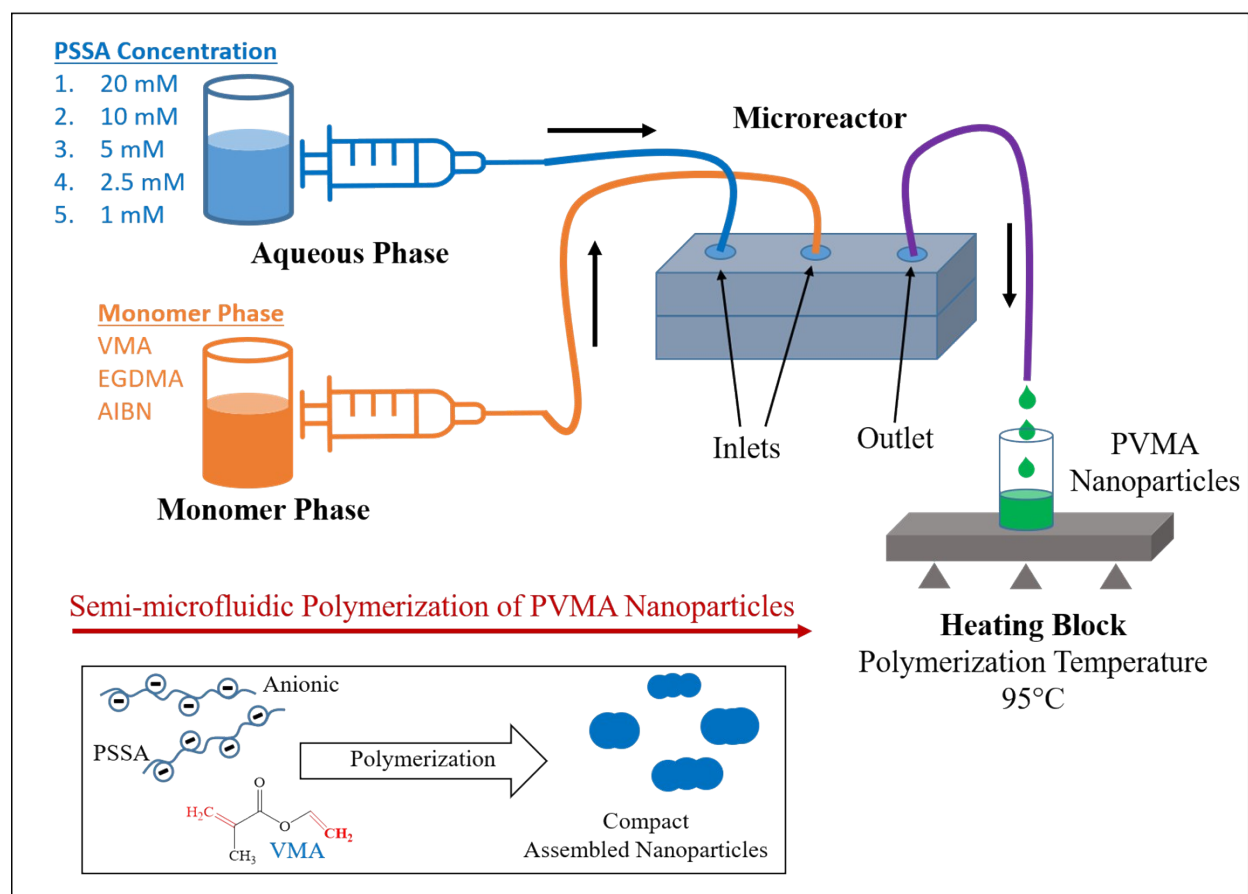 PSSA Concentration
1. 20 mM
2. 10 mM
3. 5 mM
4. 2.5 mM
5. 1 mM
Aqueous Phase
Microreactor
Monomer Phase
VMA
EGDMA
AIBN
Monomer Phase
Inlets
Outlet
PVMA
Nanoparticles
Semi-microfluidic Polymerization of PVMA Nanoparticles
Heating Block
Polymerization Temperature
95°C
Anionic
PSSA
Polymerization
O
H₂C
O
CH₂
CH₃
VMA
Compact
Assembled Nanoparticles